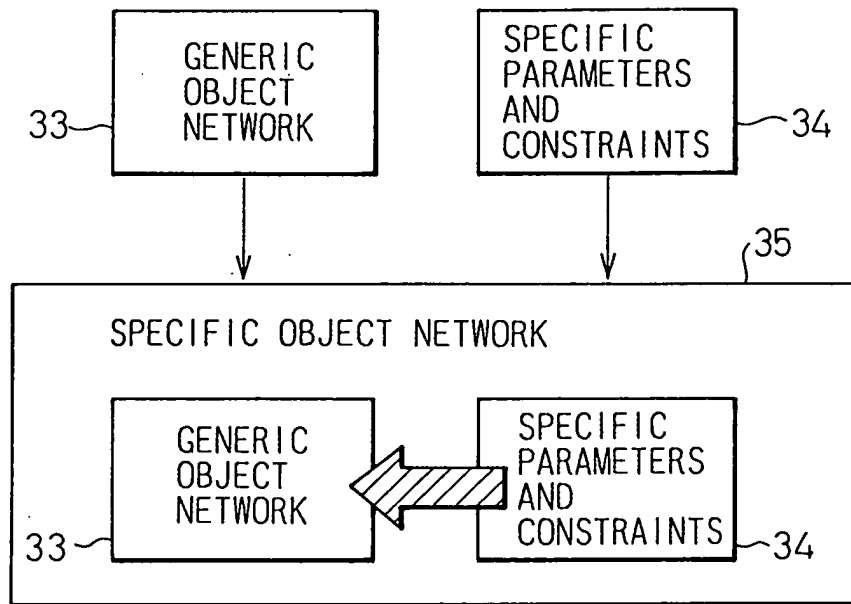 GENERIC
OBJECT
NETWORK
33
SPECIFIC
PARAMETERS
AND
CONSTRAINTS
34
35
SPECIFIC OBJECT NETWORK
GENERIC
OBJECT
NETWORK
33
SPECIFIC
PARAMETERS
AND
CONSTRAINTS
34